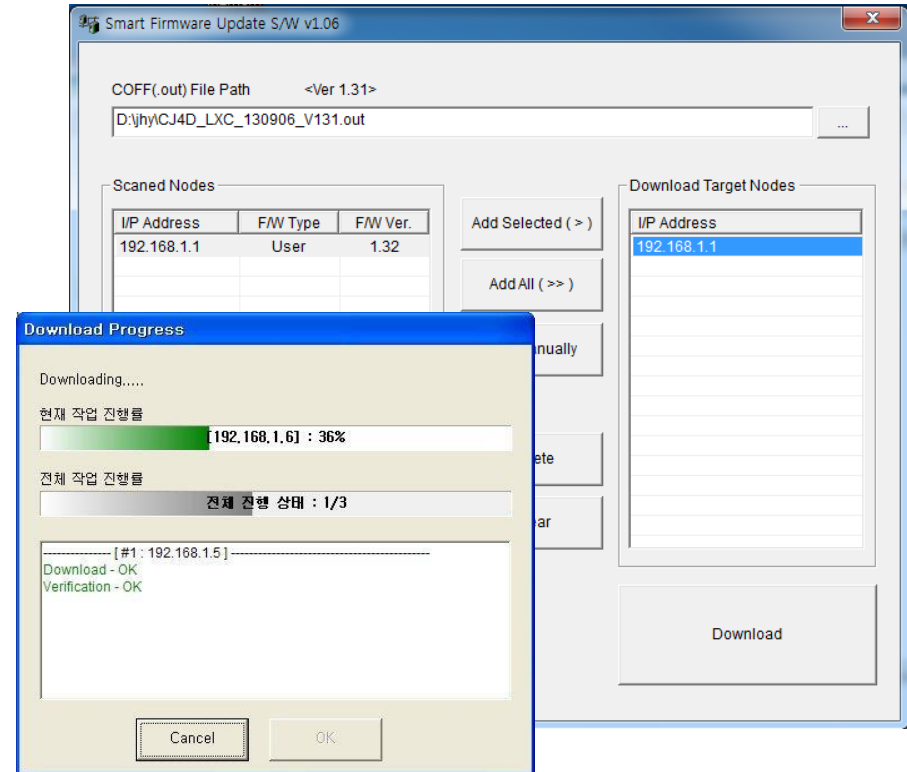 Smart Firmware Update S/W v1.06
COFF(.out) File Path <Ver 1.31>
D:\jhy\CJ4D_LXC_130906_V131.out
...
Scaned Nodes
I/P Address F/W Type F/W Ver.
192.168.1.1 User 1.32
Add Selected ( > )
Add All ( >> )
nually
ete
ear
Download Target Nodes
I/P Address
192.168.1.1
Download
Download Progress
Downloading.....
현재 작업 진행률
[192.168.1.6] : 36%
전체 작업 진행률
전체 진행 상태 : 1/3
--------------- [ #1 : 192.168.1.5 ] --------------------------------------------
Download - OK
Verification - OK
Cancel
OK